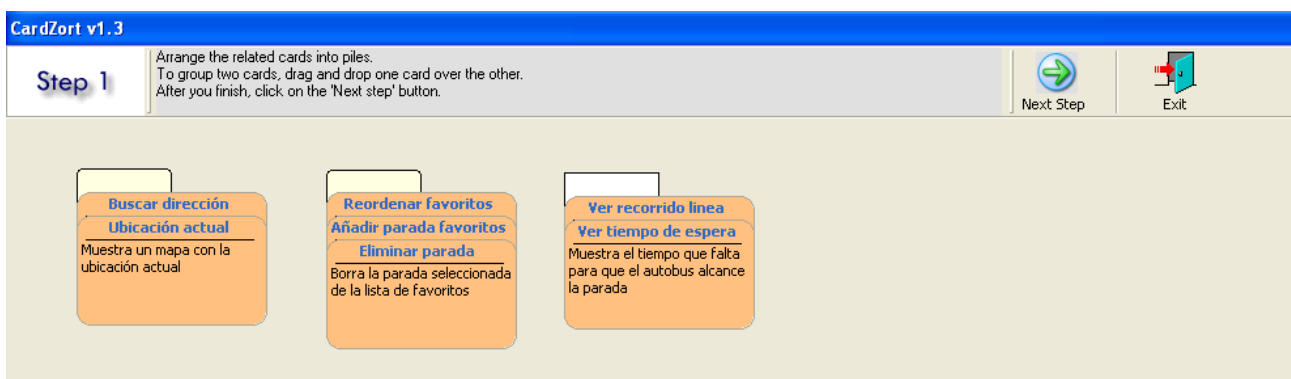 CardZort v1.3
Step 1
Arrange the related cards into piles.
To group two cards, drag and drop one card over the other.
After you finish, click on the 'Next step' button.
Next Step
Exit
Buscar dirección
Ubicación actual
Muestra un mapa con la
ubicación actual
Reordenar favoritos
Añadir parada favoritos
Eliminar parada
Borra la parada seleccionada
de la lista de favoritos
Ver recorrido linea
Ver tiempo de espera
Muestra el tiempo que falta
para que el autobus alcance
la parada